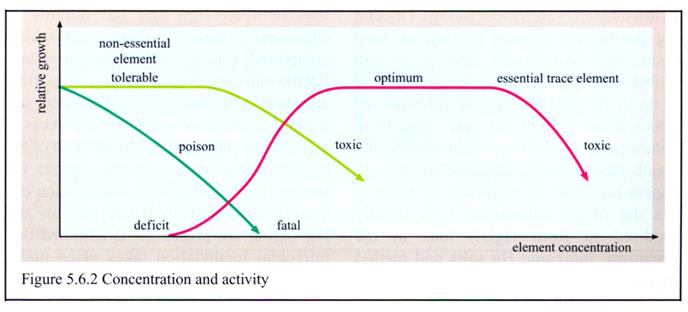 relative growth
non-essential
element
tolerable
optimum
essential trace element
poison
toxic
toxic
deficit
fatal
element concentration
Figure 5.6.2 Concentration and activity